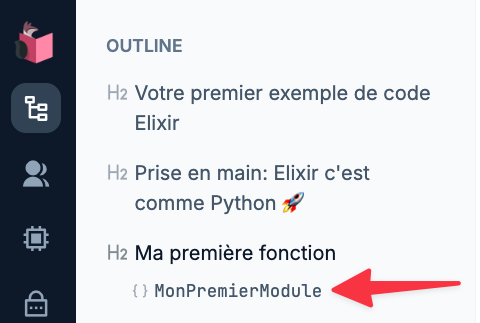 OUTLINE
H2 Votre premier exemple de code
Elixir
H2 Prise en main: Elixir c'est
comme Python 🚀
H2 Ma première fonction
{} MonPremierModule